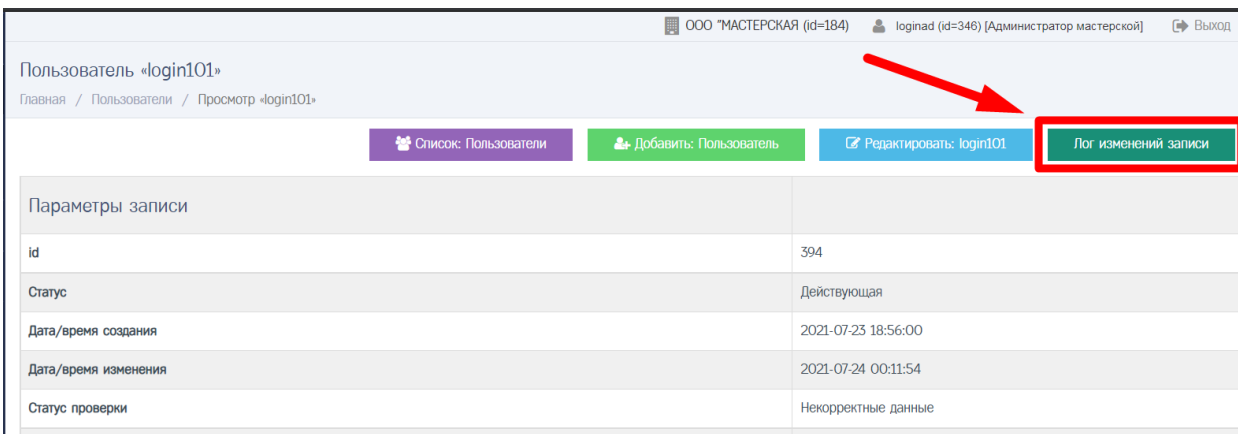 ООО "МАСТЕРСКАЯ (id=184) loginad (id=346) [Администратор мастерской] Выход
Пользователь «login101»
Главная / Пользователи / Просмотр «login101»
Список: Пользователи Добавить: Пользователь Редактировать: login101 Лог изменений записи
Параметры записи
id 394
Статус Действующая
Дата/время создания 2021-07-23 18:56:00
Дата/время изменения 2021-07-24 00:11:54
Статус проверки Некорректные данные